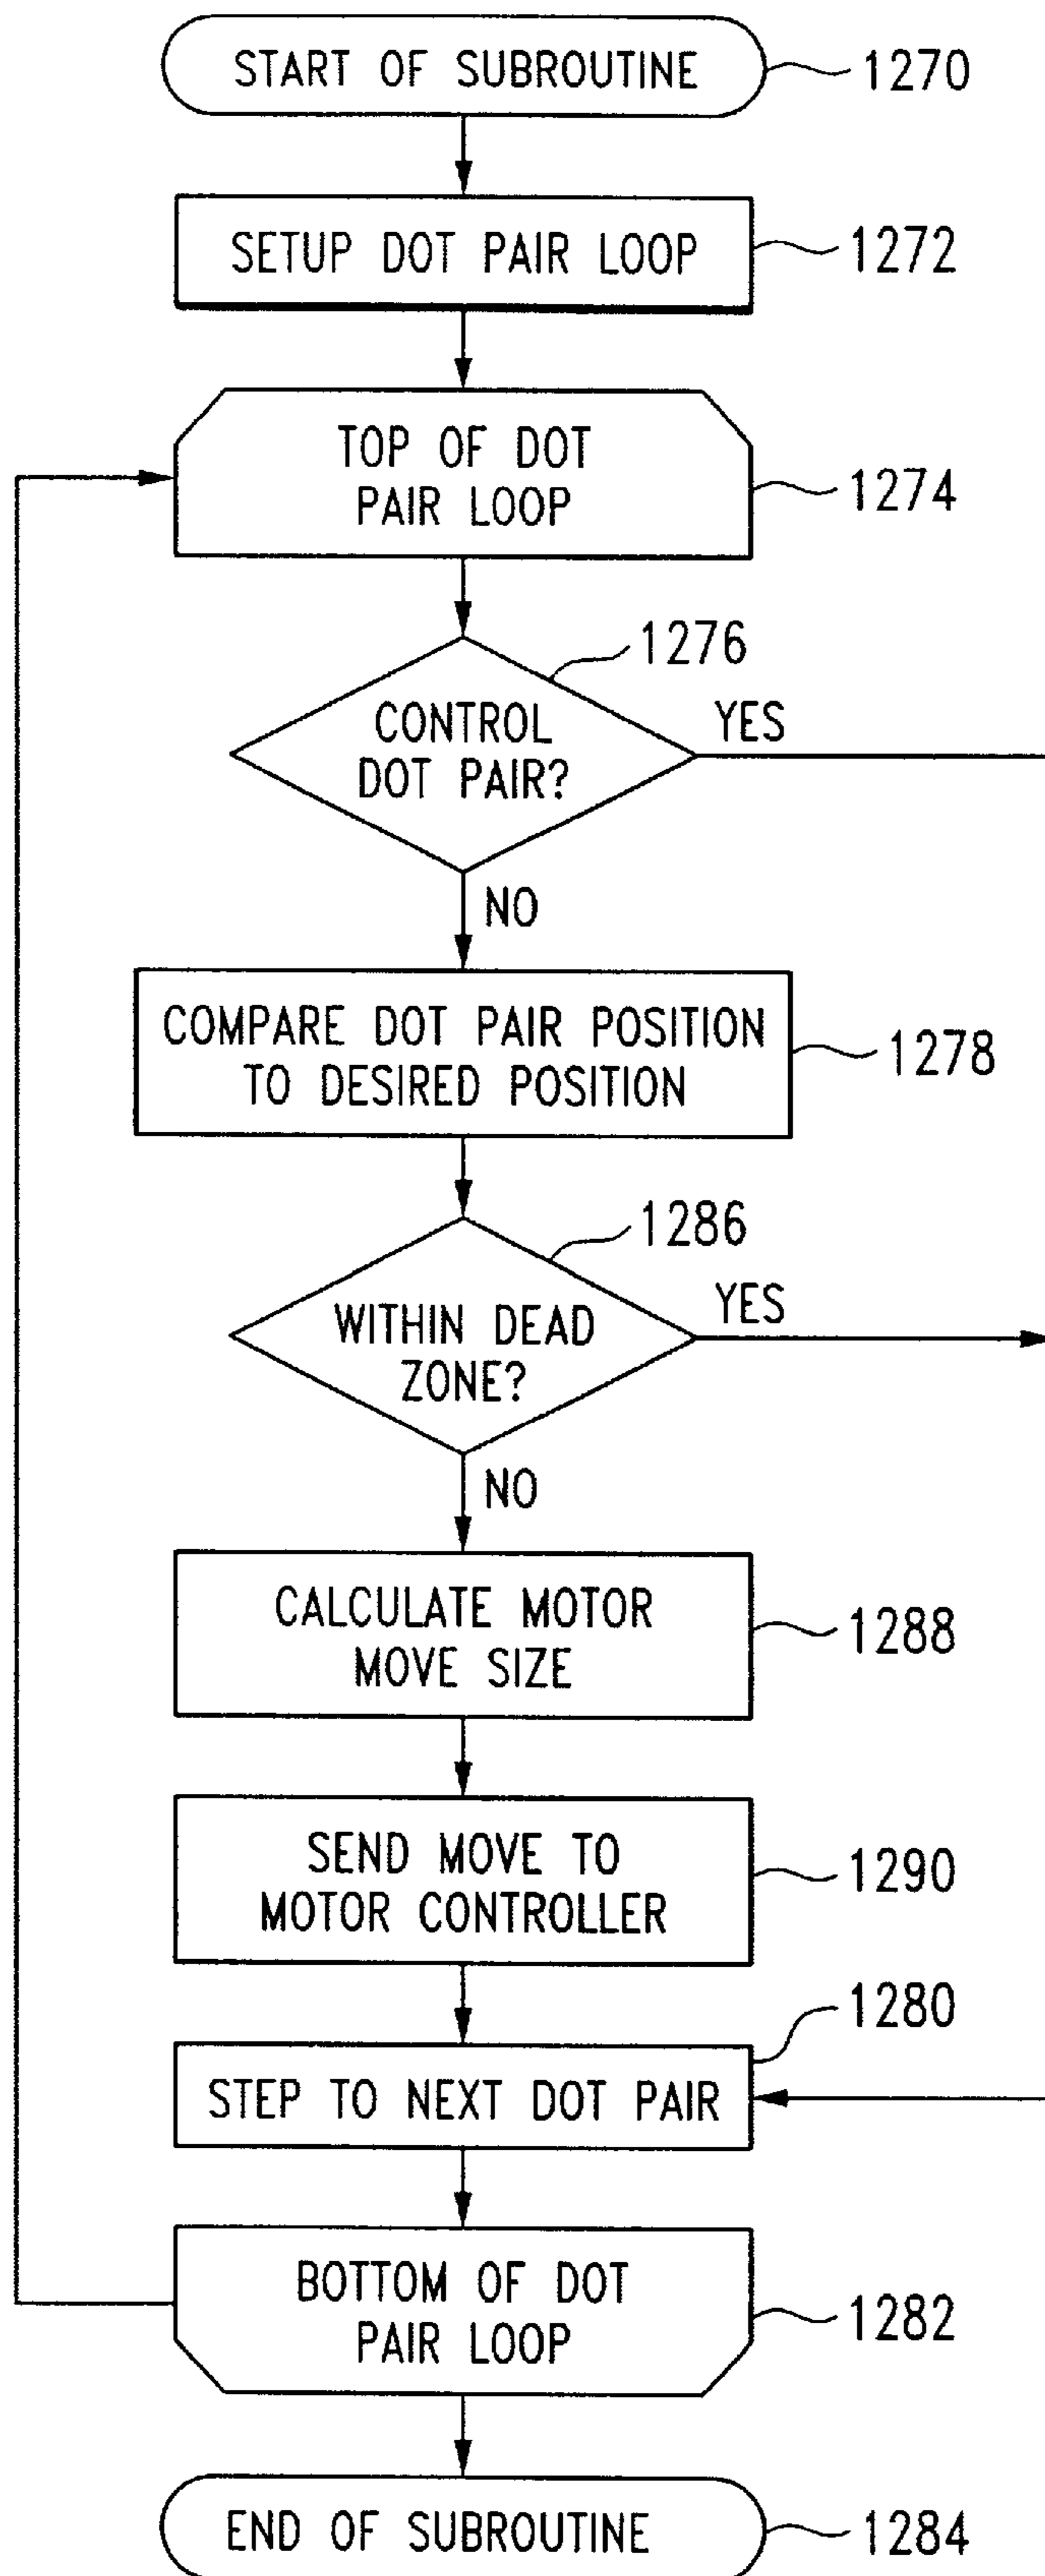 START OF SUBROUTINE
1270
SETUP DOT PAIR LOOP
1272
TOP OF DOT
PAIR LOOP
1274
1276
CONTROL
DOT PAIR?
YES
NO
COMPARE DOT PAIR POSITION
TO DESIRED POSITION
1278
1286
WITHIN DEAD
ZONE?
YES
NO
CALCULATE MOTOR
MOVE SIZE
1288
SEND MOVE TO
MOTOR CONTROLLER
1290
1280
STEP TO NEXT DOT PAIR
BOTTOM OF DOT
PAIR LOOP
1282
END OF SUBROUTINE
1284